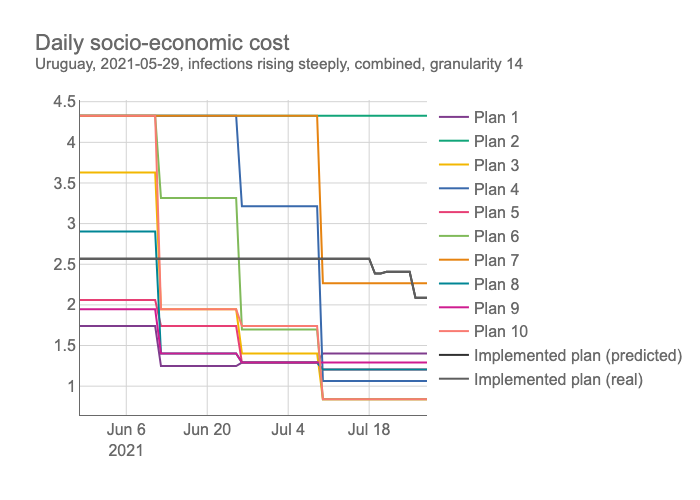 Daily socio-economic cost
Uruguay, 2021-05-29, infections rising steeply, combined, granularity 14
4.5
4
3.5
3
2.5
2
1.5
1
Jun 6
2021
Jun 20
Jul 4
Jul 18
Plan 1
Plan 2
Plan 3
Plan 4
Plan 5
Plan 6
Plan 7
Plan 8
Plan 9
Plan 10
Implemented plan (predicted)
Implemented plan (real)